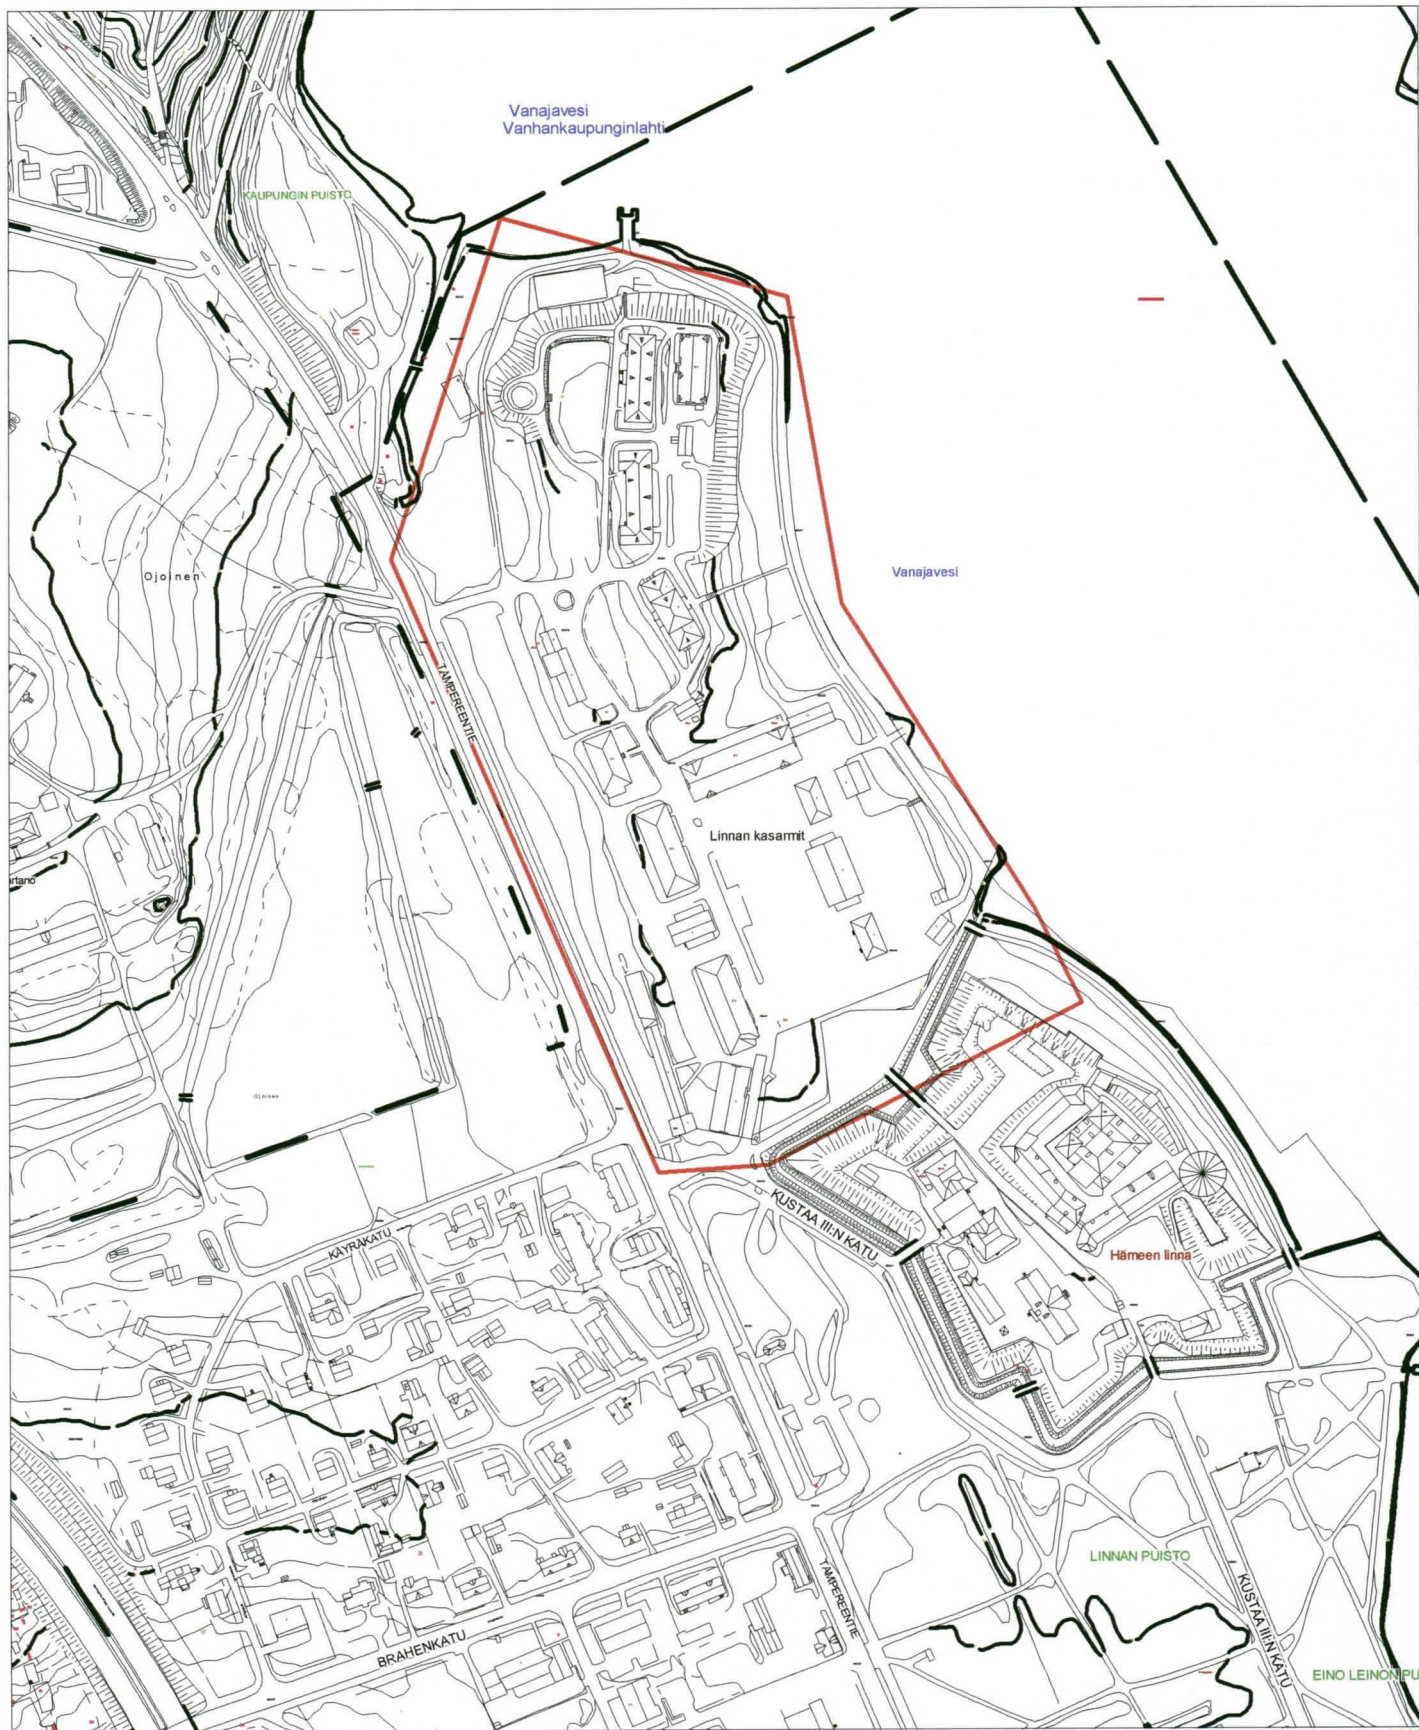 Vanajavesi
Vanhankaupunginlahti
KAUPUNGIN PUISTO
Ojoinen
Vanajavesi
TAMPEREENTIE
Linnan kasarmit
Ojoinen
KUSTAA III:N KATU
KÄYRÄKATU
Hämeen linna
LINNAN PUISTO
TAMPEREENTIE
KUSTAA III:N KATU
BRAHENKATU
EINO LEINON PU